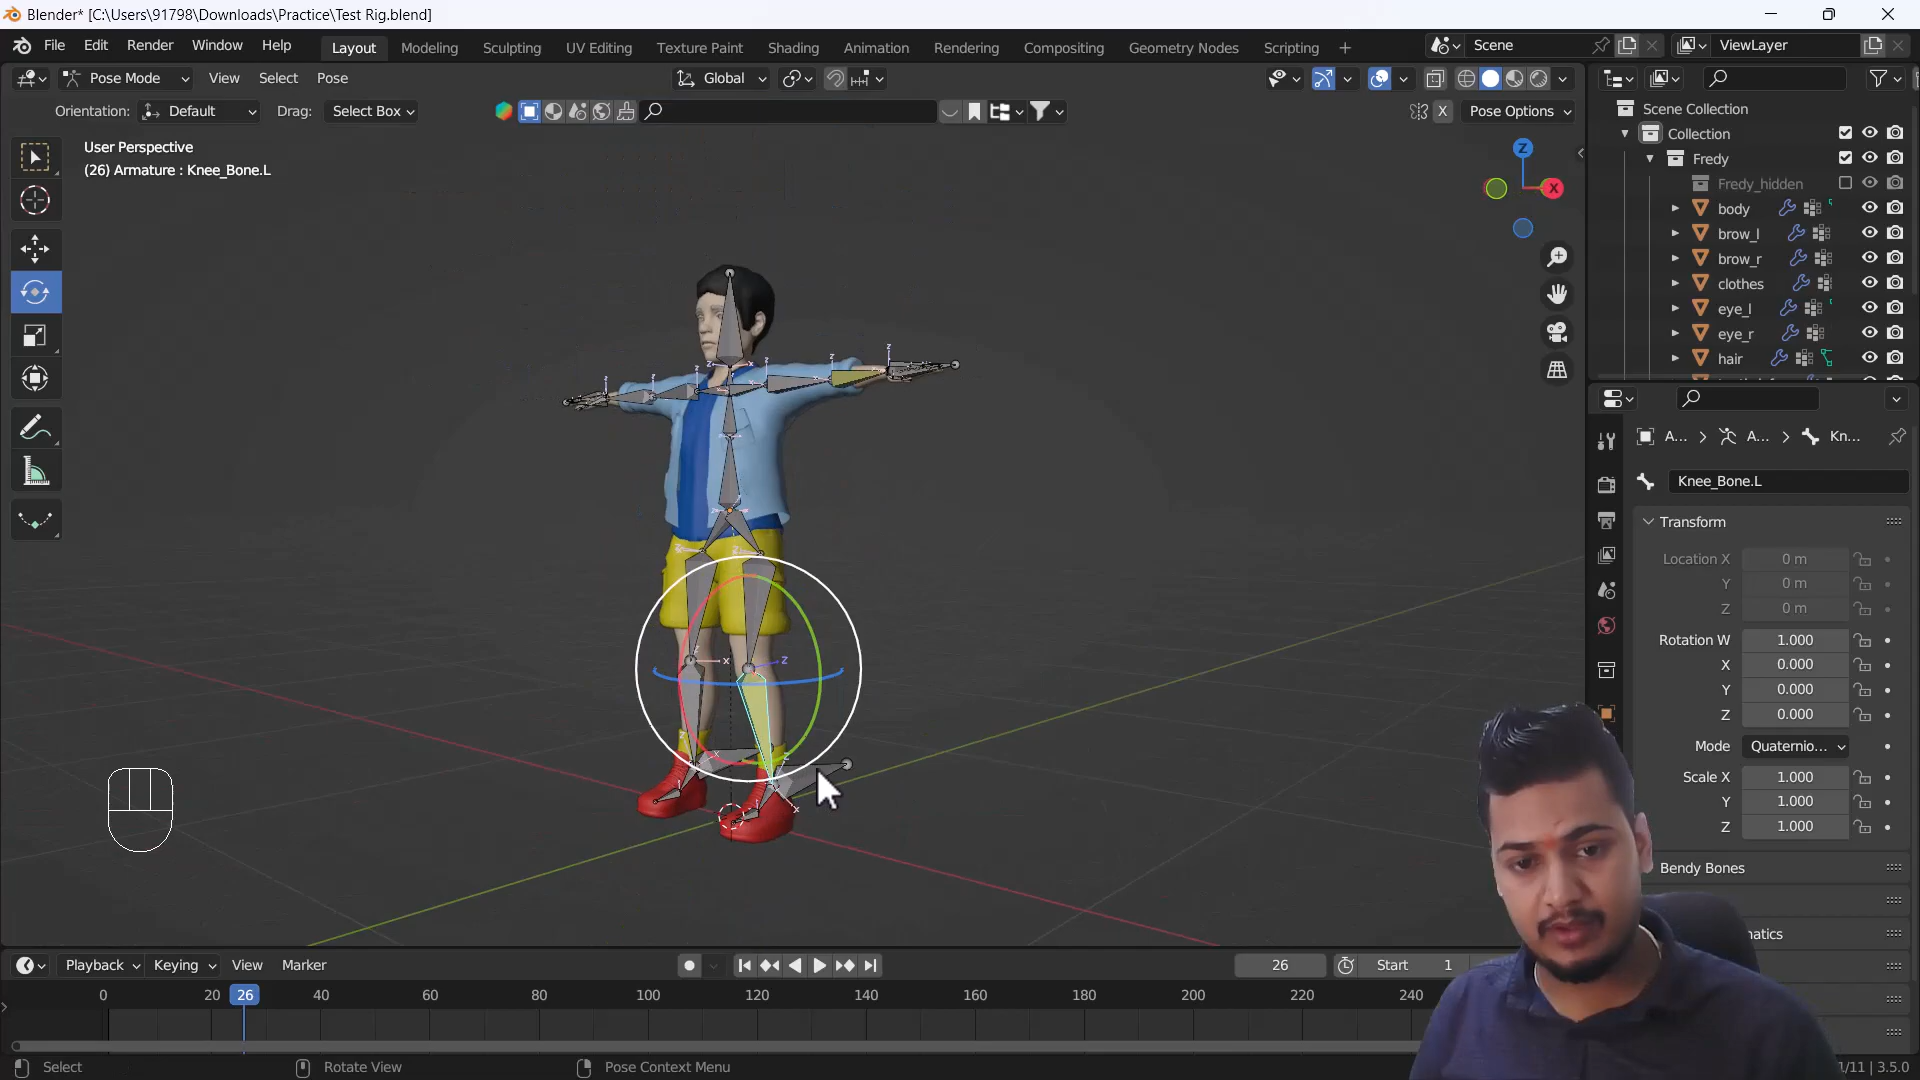 Blender* [C:\Users\91798\Downloads\Practice\Test Rig.blend]
File Edit Render Window Help Layout Modeling Sculpting UV Editing Texture Paint Shading Animation Rendering Compositing Geometry Nodes Scripting + Scene ViewLayer
Pose Mode View Select Pose Global
Orientation: Default Drag: Select Box X Pose Options
User Perspective
(26) Armature : Knee_Bone.L
Z
X
Scene Collection
Collection
Fredy
Fredy_hidden
body
brow_l
brow_r
clothes
eye_l
eye_r
hair
A... A... Kn...
Knee_Bone.L
Transform
Location X 0 m
Y 0 m
Z 0 m
Rotation W 1.000
X 0.000
Y 0.000
Z 0.000
Mode Quaternio...
Scale X 1.000
Y 1.000
Z 1.000
Bendy Bones
Playback Keying View Marker 26 Start 1
0 20 26 40 60 80 100 120 140 160 180 200 220 240
Select Rotate View Pose Context Menu 1/11 | 3.5.0